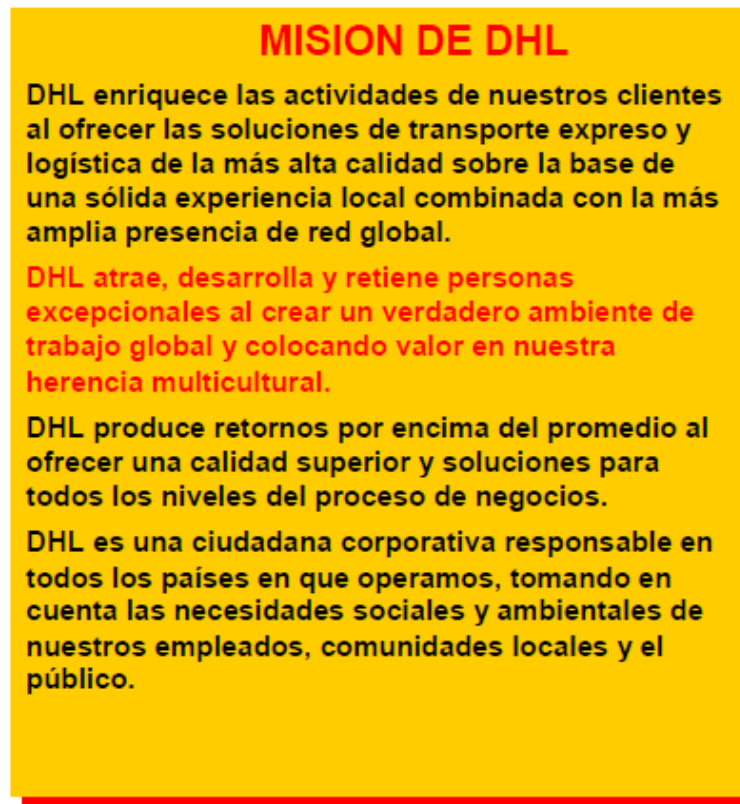 MISION DE DHL
DHL enriquece las actividades de nuestros clientes
al ofrecer las soluciones de transporte expreso y
logística de la más alta calidad sobre la base de
una sólida experiencia local combinada con la más
amplia presencia de red global.
DHL atrae, desarrolla y retiene personas
excepcionales al crear un verdadero ambiente de
trabajo global y colocando valor en nuestra
herencia multicultural.
DHL produce retornos por encima del promedio al
ofrecer una calidad superior y soluciones para
todos los niveles del proceso de negocios.
DHL es una ciudadana corporativa responsable en
todos los países en que operamos, tomando en
cuenta las necesidades sociales y ambientales de
nuestros empleados, comunidades locales y el
público.